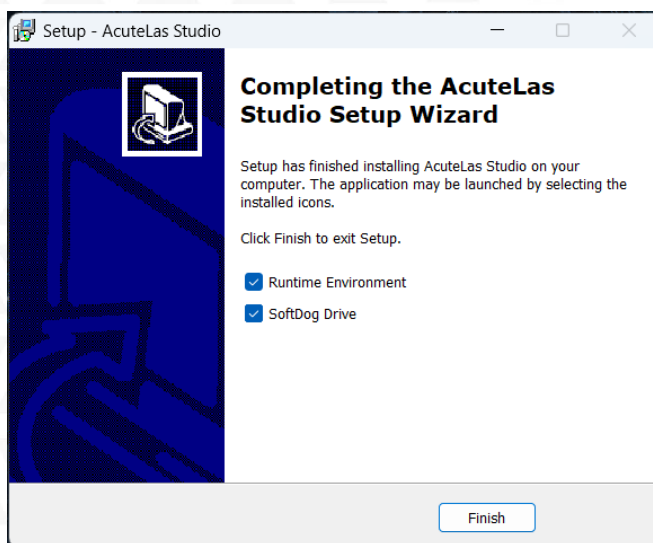 Setup - AcuteLas Studio
Completing the AcuteLas
Studio Setup Wizard
Setup has finished installing AcuteLas Studio on your
computer. The application may be launched by selecting the
installed icons.
Click Finish to exit Setup.
Runtime Environment
SoftDog Drive
Finish